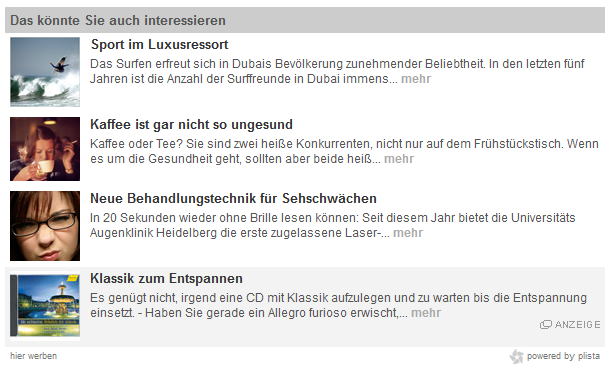 Das könnte Sie auch interessieren
Sport im Luxusressort
Das Surfen erfreut sich in Dubais Bevölkerung zunehmender Beliebtheit. In den letzten fünf
Jahren ist die Anzahl der Surffreunde in Dubai immens... mehr
Kaffee ist gar nicht so ungesund
Kaffee oder Tee? Sie sind zwei heiße Konkurrenten, nicht nur auf dem Frühstückstisch. Wenn
es um die Gesundheit geht, sollten aber beide heiß... mehr
Neue Behandlungstechnik für Sehschwächen
In 20 Sekunden wieder ohne Brille lesen können: Seit diesem Jahr bietet die Universitäts
Augenklinik Heidelberg die erste zugelassene Laser-... mehr
Klassik zum Entspannen
Es genügt nicht, irgend eine CD mit Klassik aufzulegen und zu warten bis die Entspannung
einsetzt. - Haben Sie gerade ein Allegro furioso erwischt,... mehr
ANZEIGE
hier werben
powered by plista